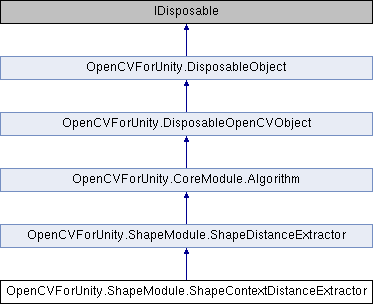 IDisposable
OpenCVForUnity.DisposableObject
OpenCVForUnity.DisposableOpenCVObject
OpenCVForUnity.CoreModule.Algorithm
OpenCVForUnity.ShapeModule.ShapeDistanceExtractor
OpenCVForUnity.ShapeModule.ShapeContextDistanceExtractor